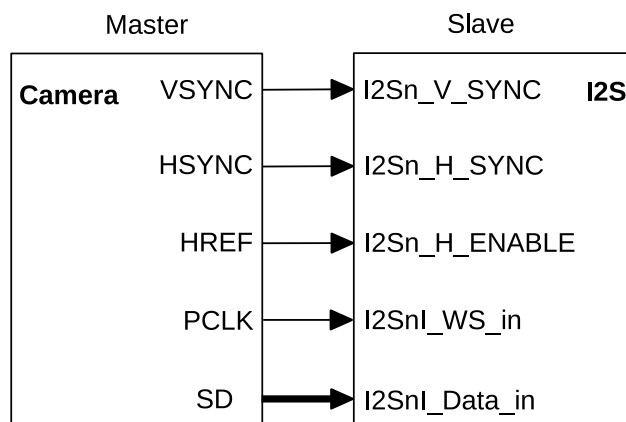 Master Slave
Camera VSYNC I2Sn_V_SYNC I2S
HSYNC I2Sn_H_SYNC
HREF I2Sn_H_ENABLE
PCLK I2SnI_WS_in
SD I2SnI_Data_in